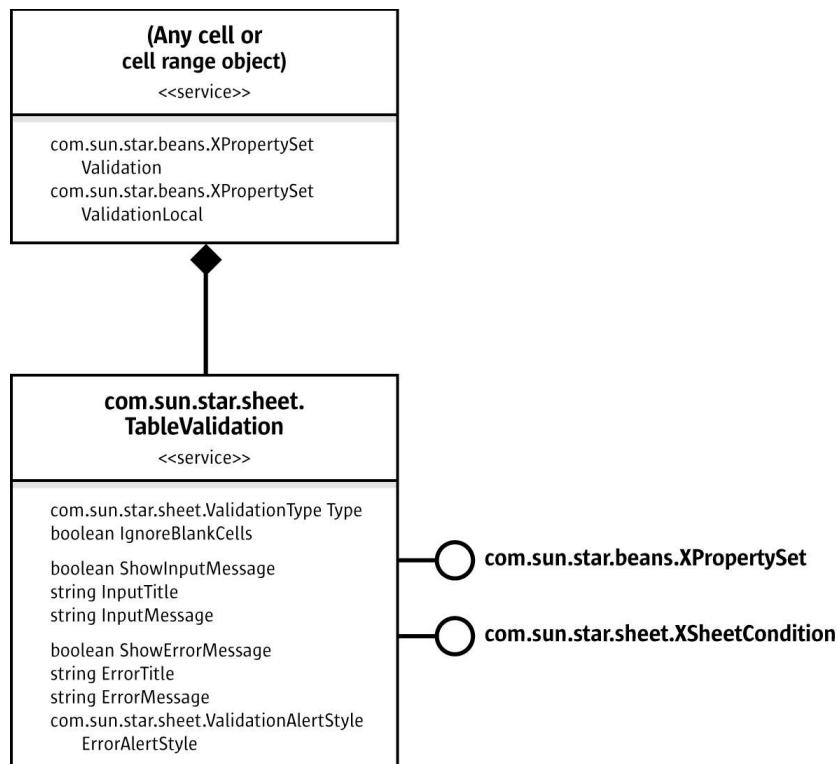 (Any cell or
cell range object)
<<service>>
com.sun.star.beans.XPropertySet
Validation
com.sun.star.beans.XPropertySet
ValidationLocal
com.sun.star.sheet.
TableValidation
<<service>>
com.sun.star.sheet.ValidationType Type
boolean IgnoreBlankCells
boolean ShowInputMessage
string InputTitle
string InputMessage
boolean ShowErrorMessage
string ErrorTitle
string ErrorMessage
com.sun.star.sheet.ValidationAlertStyle
ErrorAlertStyle
com.sun.star.beans.XPropertySet
com.sun.star.sheet.XSheetCondition